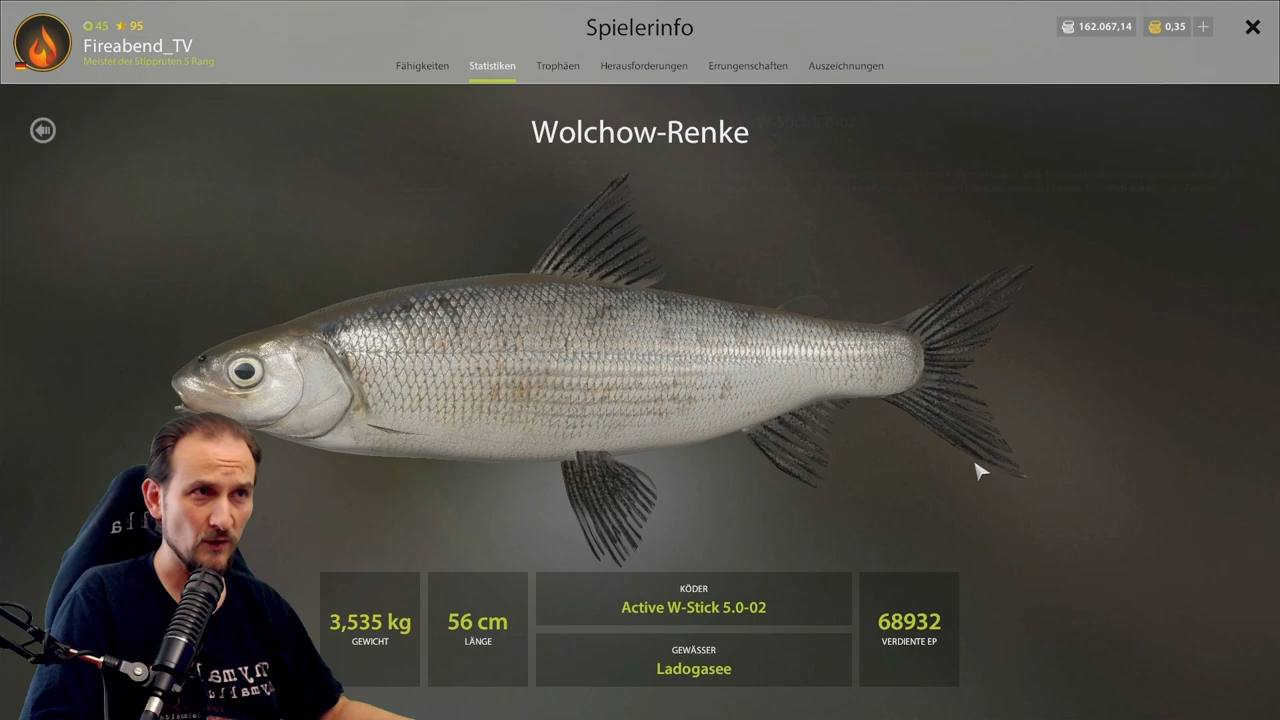 45 95
Fireabend_TV
Meister der Stippruten 5 Rang
Spielerinfo
162.067,14 0,35 +
Fähigkeiten Statistiken Trophäen Herausforderungen Errungenschaften Auszeichnungen
Wolchow-Renke
3,535 kg
GEWICHT
56 cm
LÄNGE
KÖDER
Active W-Stick 5.0-02
GEWÄSSER
Ladogasee
68932
VERDIENTE EP